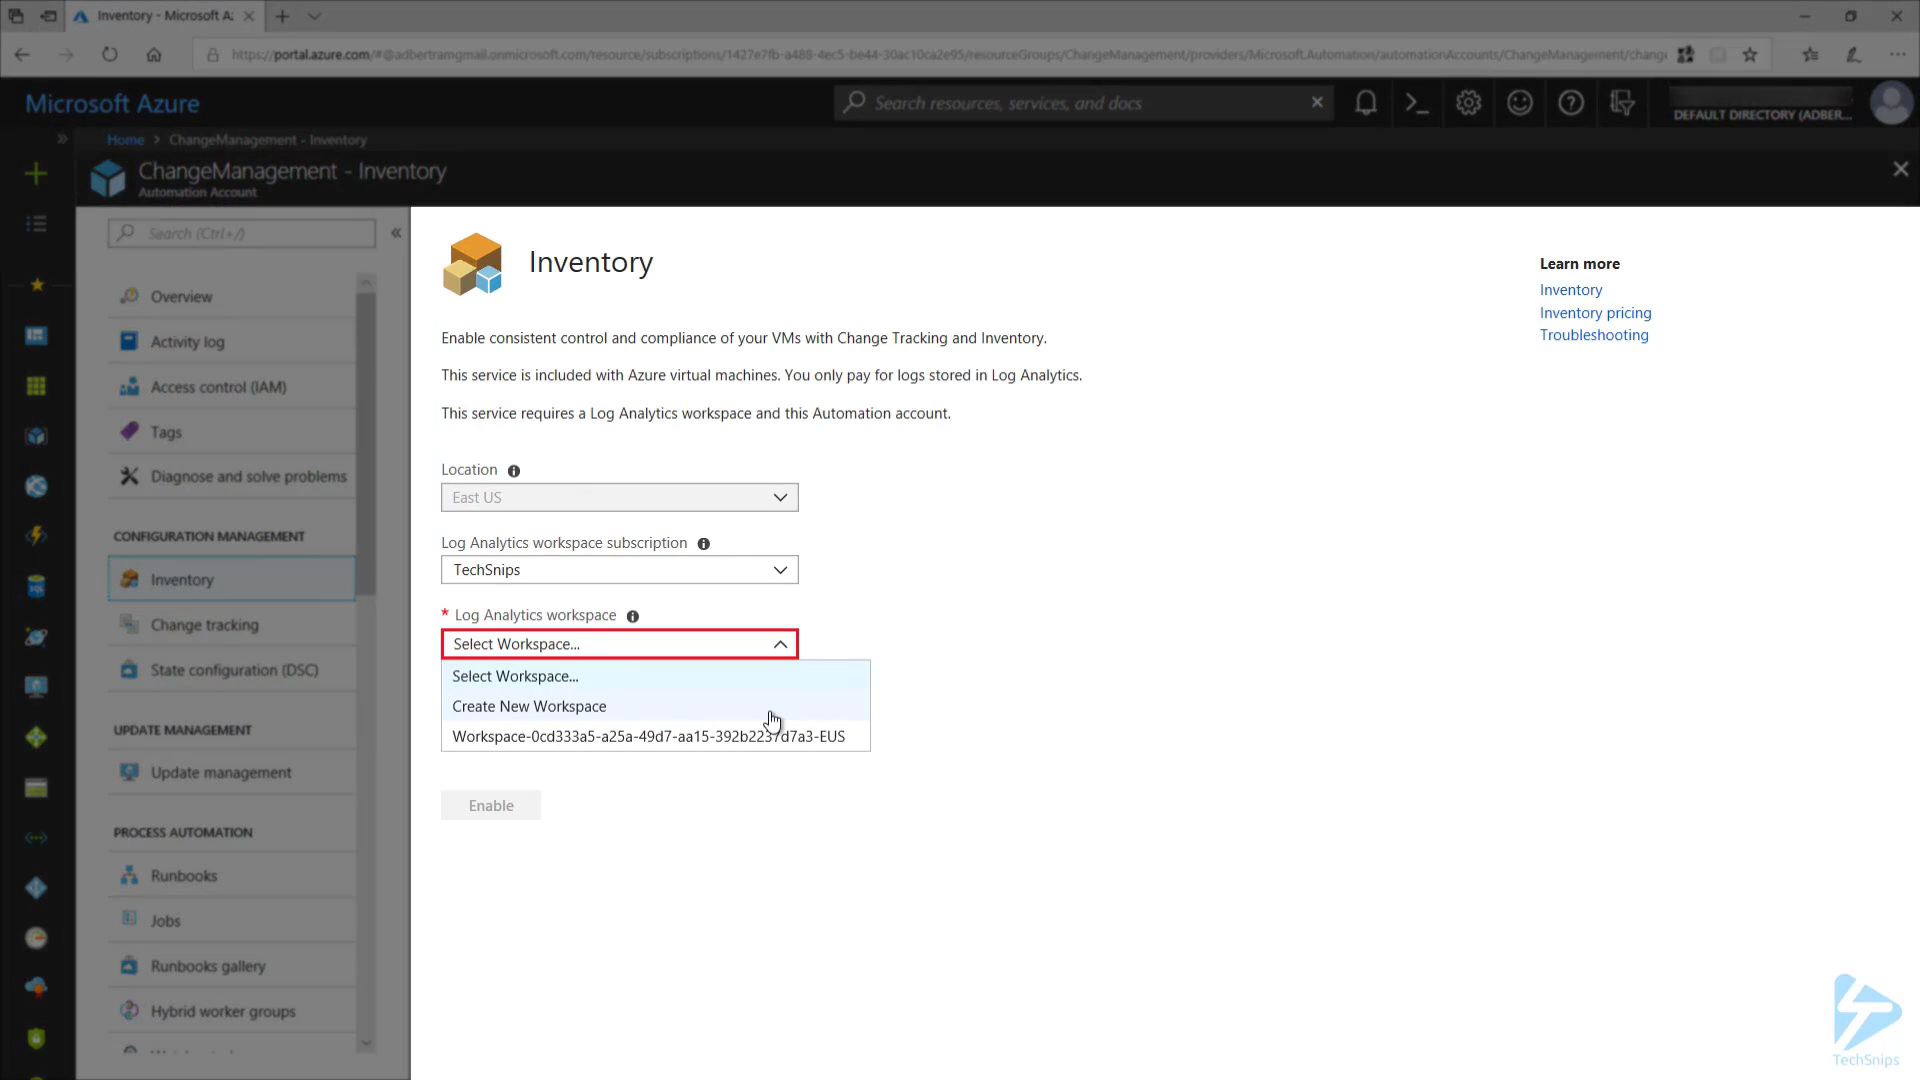 Inventory - Microsoft A:
https://portal.azure.com/#@adbertramgmail.onmicrosoft.com/resource/subscriptions/1427e7fb-a488-4ec5-be44-30ac10ca2e95/resourceGroups/ChangeManagement/providers/Microsoft.Automation/automationAccounts/ChangeManagement/change
Microsoft Azure
Search resources, services, and docs
DEFAULT DIRECTORY (ADBER...
Home > ChangeManagement - Inventory
ChangeManagement - Inventory
Automation Account
Search (Ctrl+/)
Overview
Activity log
Access control (IAM)
Tags
Diagnose and solve problems
CONFIGURATION MANAGEMENT
Inventory
Change tracking
State configuration (DSC)
UPDATE MANAGEMENT
Update management
PROCESS AUTOMATION
Runbooks
Jobs
Runbooks gallery
Hybrid worker groups
Inventory
Enable consistent control and compliance of your VMs with Change Tracking and Inventory.
This service is included with Azure virtual machines. You only pay for logs stored in Log Analytics.
This service requires a Log Analytics workspace and this Automation account.
Location
East US
Log Analytics workspace subscription
TechSnips
* Log Analytics workspace
Select Workspace...
Select Workspace...
Create New Workspace
Workspace-0cd333a5-a25a-49d7-aa15-392b2237d7a3-EUS
Enable
Learn more
Inventory
Inventory pricing
Troubleshooting
TechSnips